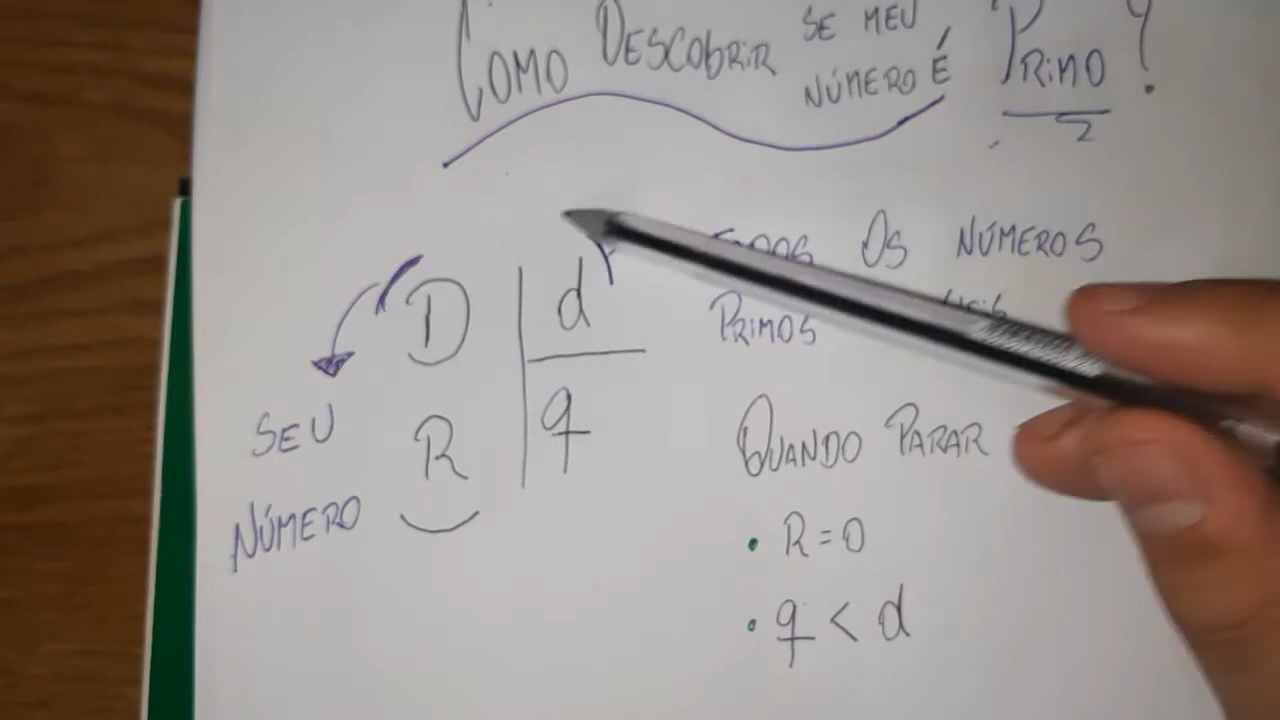 COMO DESCOBRIR SE MEU
NÚMERO É PRIMO?
D d
R q
SEU
NÚMERO
OS NÚMEROS
PRIMOS
QUANDO PARAR
• R = 0
• q < d